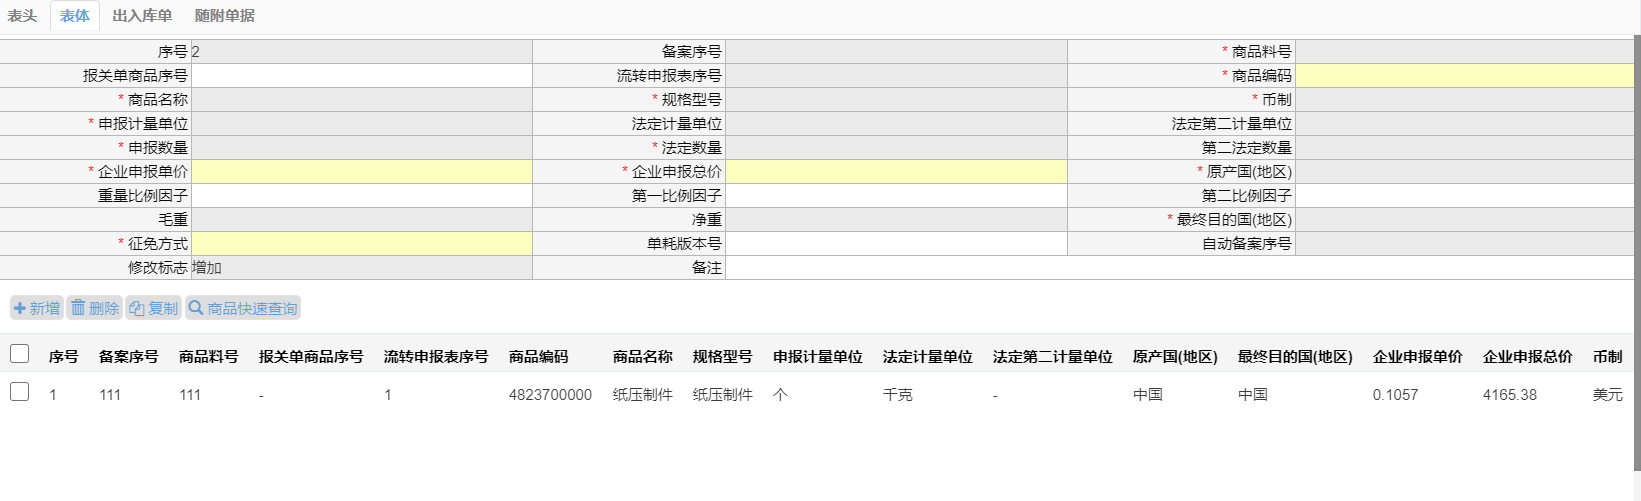 表头 表体 出入库单 随附单据
序号 2 备案序号 * 商品料号
报关单商品序号 流转申报表序号 * 商品编码
* 商品名称 * 规格型号 * 币制
* 申报计量单位 法定计量单位 法定第二计量单位
* 申报数量 * 法定数量 第二法定数量
* 企业申报单价 * 企业申报总价 * 原产国(地区)
重量比例因子 第一比例因子 第二比例因子
毛重 净重 * 最终目的国(地区)
* 征免方式 单耗版本号 自动备案序号
修改标志 增加 备注
新增 删除 复制 商品快速查询
序号 备案序号 商品料号 报关单商品序号 流转申报表序号 商品编码 商品名称 规格型号 申报计量单位 法定计量单位 法定第二计量单位 原产国(地区) 最终目的国(地区) 企业申报单价 企业申报总价 币制
1 111 111 - 1 4823700000 纸压制件 纸压制件 个 千克 - 中国 中国 0.1057 4165.38 美元